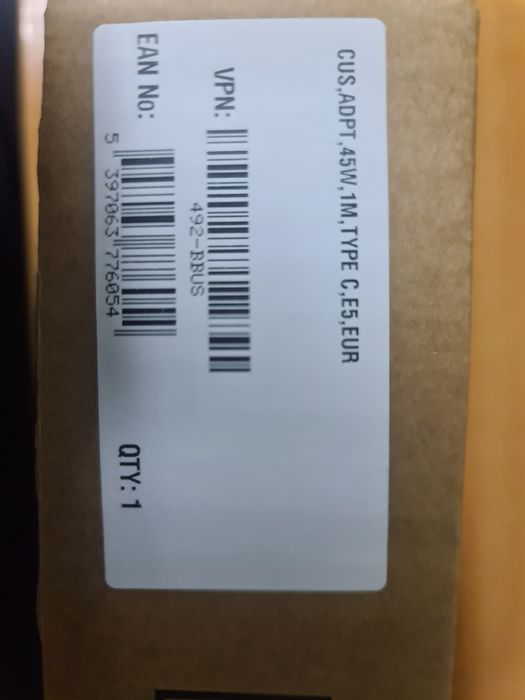 CUS,ADPT,45W,1M,TYPE C,E5,EUR
VPN:
492-BBUS
EAN No:
5 397063 776054
QTY: 1